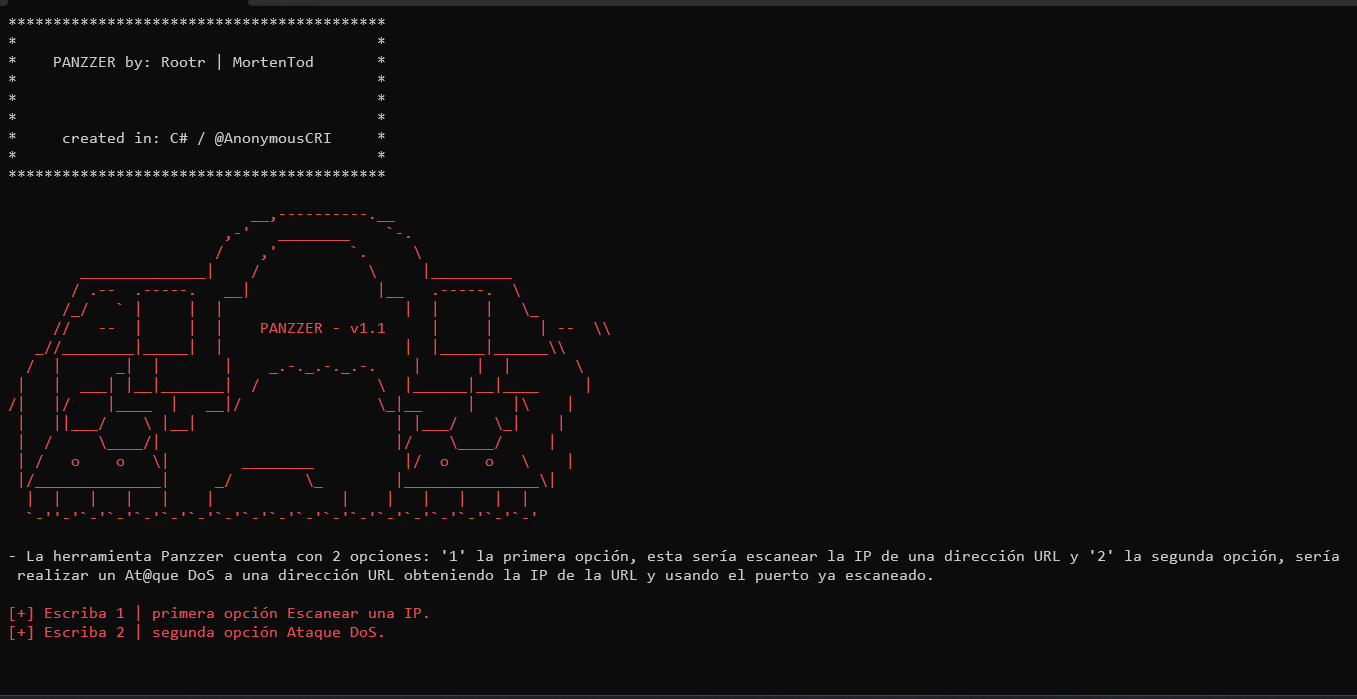 PANZZER by: Rootr | MortenTod
created in: C# / @AnonymousCRI
PANZZER - v1.1
- La herramienta Panzzer cuenta con 2 opciones: '1' la primera opción, esta sería escanear la IP de una dirección URL y '2' la segunda opción, sería
realizar un At@que DoS a una dirección URL obteniendo la IP de la URL y usando el puerto ya escaneado.
[+] Escriba 1 | primera opción Escanear una IP.
[+] Escriba 2 | segunda opción Ataque DoS.